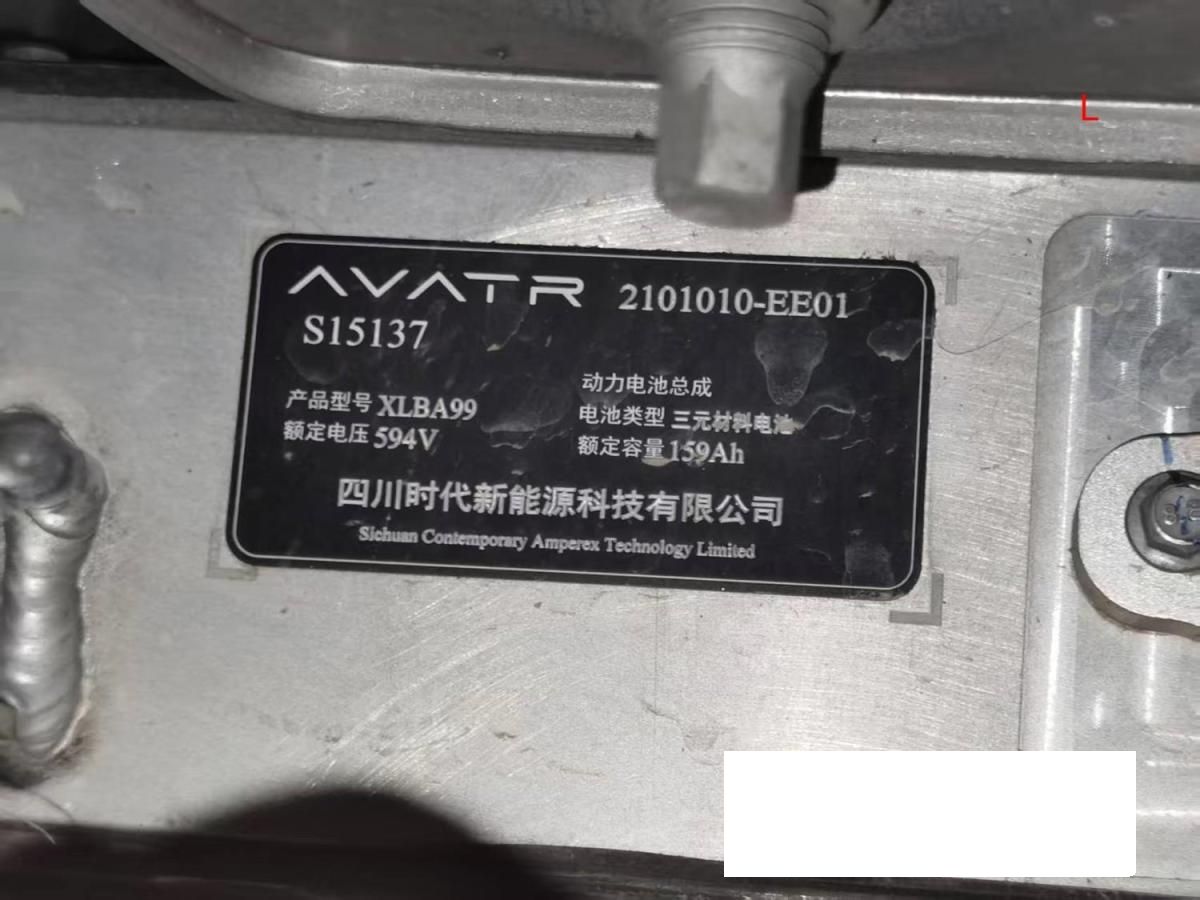 AVATR 2101010-EE01
S15137
动力电池总成
产品型号 XLBA99
电池类型 三元材料电池
额定电压 594V
额定容量 159Ah
四川时代新能源科技有限公司
Sichuan Contemporary Amperex Technology Limited
8
L